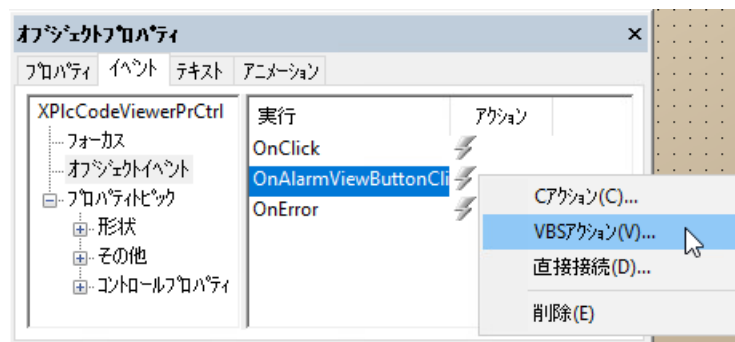 オブジェクトプロパティ
プロパティ イベント テキスト アニメーション
XPlcCodeViewerPrCtrl
フォーカス
オブジェクトイベント
プロパティトピック
形状
その他
コントロールプロパティ
実行 アクション
OnClick
OnAlarmViewButtonCli
OnError
Cアクション(C)...
VBSアクション(V)...
直接接続(D)...
削除(E)